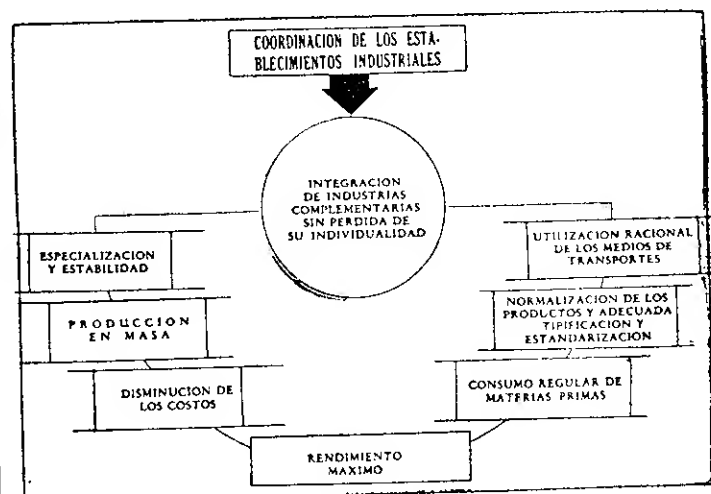 COORDINACION DE LOS ESTA-
BLECIMIENTOS INDUSTRIALES
INTEGRACION
DE INDUSTRIAS
COMPLEMENTARIAS
SIN PERDIDA DE
SU INDIVIDUALIDAD
ESPECIALIZACION
Y ESTABILIDAD
PRODUCCION
EN MASA
DISMINUCION DE
LOS COSTOS
UTILIZACION RACIONAL
DE LOS MEDIOS DE
TRANSPORTES
NORMALIZACION DE LOS
PRODUCTOS Y ADECUADA
TIPIFICACION Y
ESTANDARIZACION
CONSUMO REGULAR DE
MATERIAS PRIMAS
RENDIMIENTO
MAXIMO